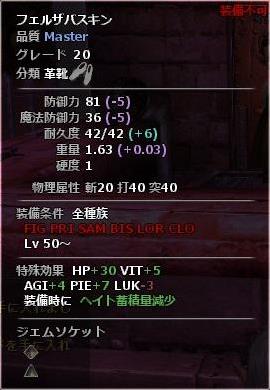 装備不可
フェルザバスキン
品質 Master
グレード 20
分類 革靴
防御力 81 (-5)
魔法防御力 36 (-5)
耐久度 42/42 (+6)
重量 1.63 (+0.03)
硬度 1
物理属性 斬20 打40 突40
装備条件 全種族
FIG PRI SAM BIS LOR CLO
Lv 50～
特殊効果 HP+30 VIT+5
AGI+4 PIE+7 LUK-3
装備時に ヘイト蓄積量減少
ジェムソケット